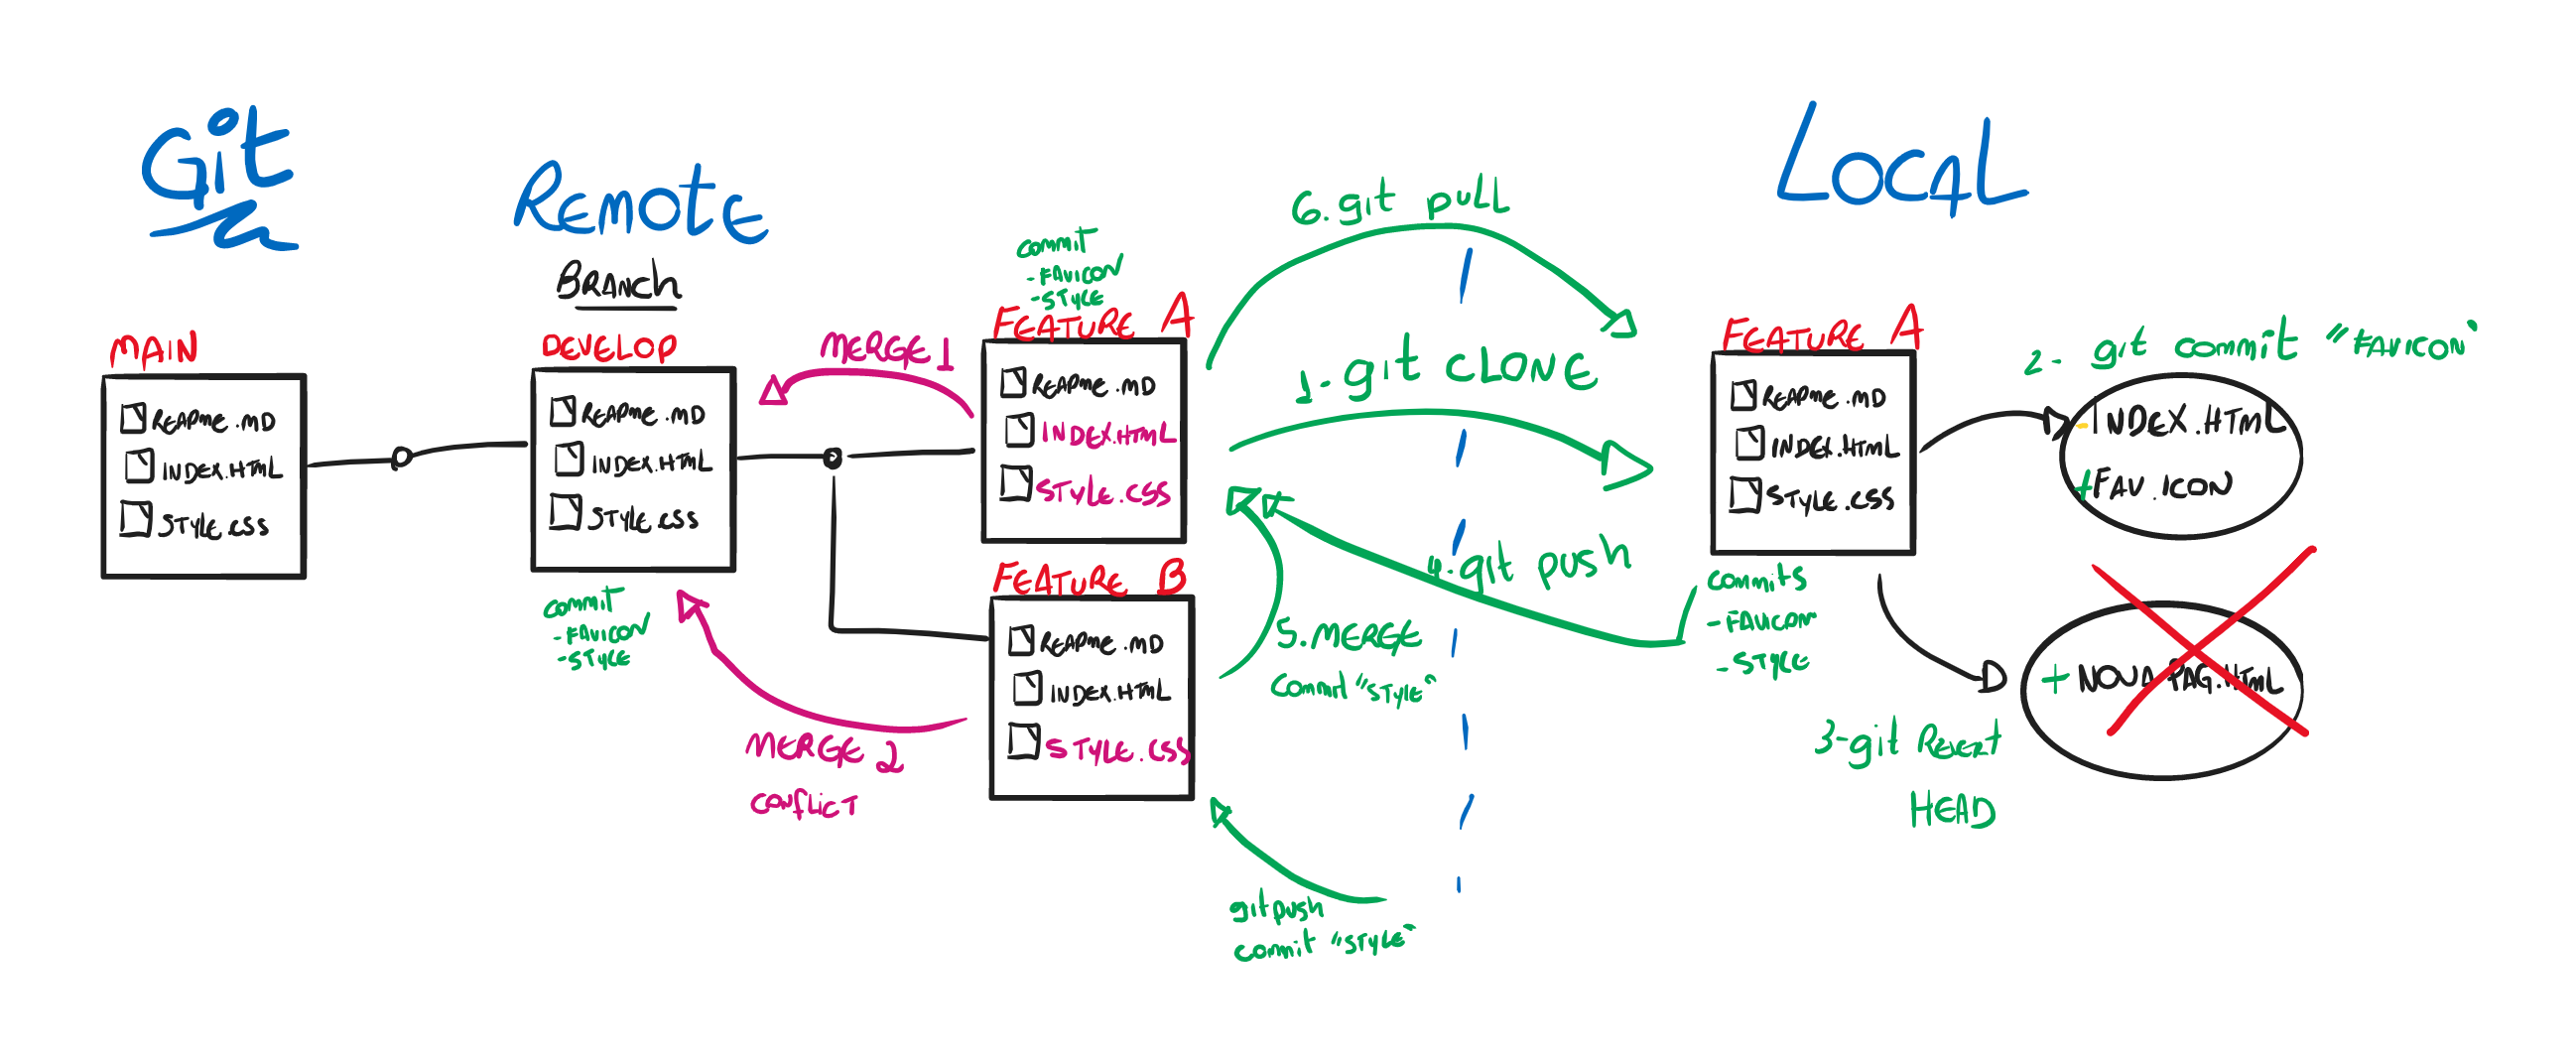 Git
REMOTE
BRANCH
MAIN
README.MD
INDEX.HTML
STYLE.CSS
DEVELOP
README.MD
INDEX.HTML
STYLE.CSS
commit
- FAVICON
- STYLE
MERGE 1
MERGE 2
CONFLICT
commit
- FAVICON
- STYLE
FEATURE A
README.MD
INDEX.HTML
STYLE.CSS
FEATURE B
README.MD
INDEX.HTML
STYLE.CSS
6. git pull
1- git CLONE
4. git push
5. MERGE
Commit "STYLE"
git push
commit "STYLE"
LOCAL
FEATURE A
README.MD
INDEX.HTML
STYLE.CSS
commits
- FAVICON
- STYLE
2- git commit "FAVICON"
- INDEX.HTML
+ FAV.ICON
+ NOVA PAG.HTML
3- git Revert
HEAD